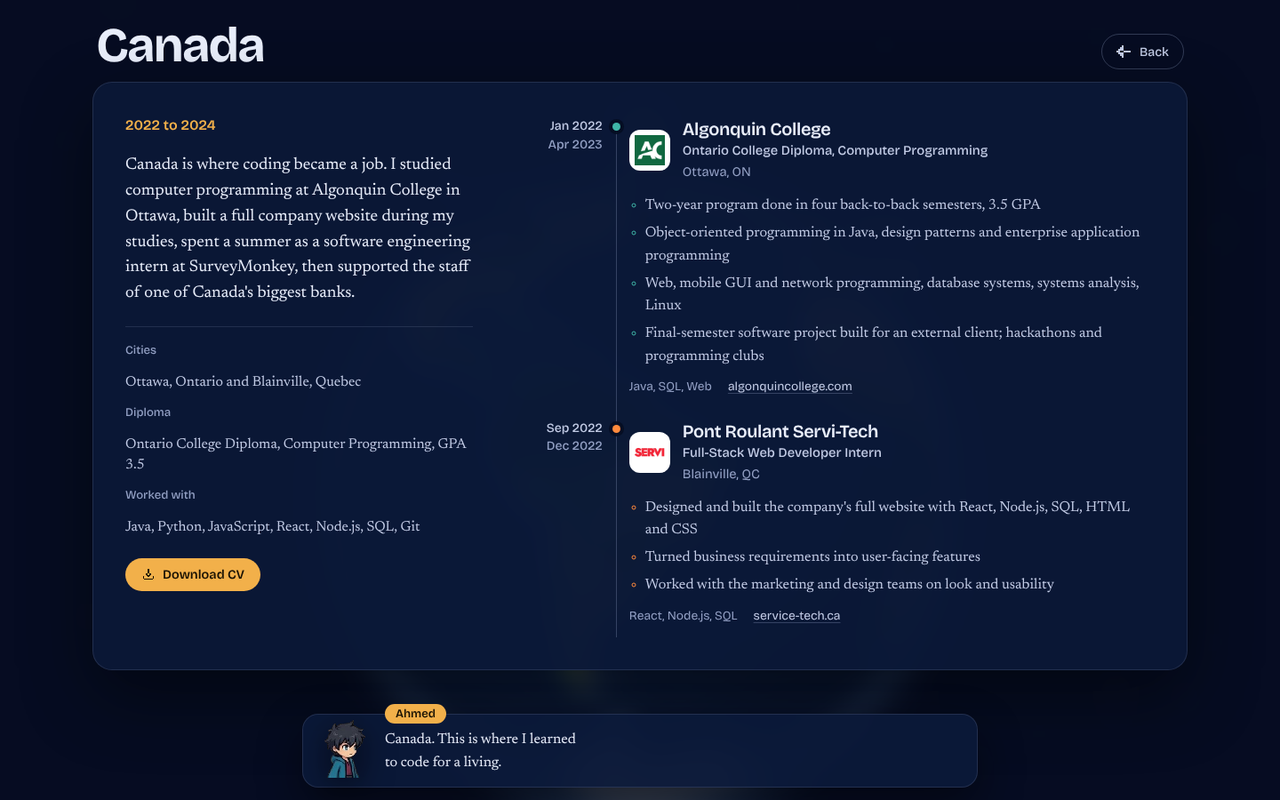 Canada
Back
2022 to 2024
Canada is where coding became a job. I studied
computer programming at Algonquin College in
Ottawa, built a full company website during my
studies, spent a summer as a software engineering
intern at SurveyMonkey, then supported the staff
of one of Canada's biggest banks.
Cities
Ottawa, Ontario and Blainville, Quebec
Diploma
Ontario College Diploma, Computer Programming, GPA
3.5
Worked with
Java, Python, JavaScript, React, Node.js, SQL, Git
Download CV
Jan 2022
Apr 2023
AC
Algonquin College
Ontario College Diploma, Computer Programming
Ottawa, ON
Two-year program done in four back-to-back semesters, 3.5 GPA
Object-oriented programming in Java, design patterns and enterprise application
programming
Web, mobile GUI and network programming, database systems, systems analysis,
Linux
Final-semester software project built for an external client; hackathons and
programming clubs
Java, SQL, Web algonquincollege.com
Sep 2022
Dec 2022
SERVI
Pont Roulant Servi-Tech
Full-Stack Web Developer Intern
Blainville, QC
Designed and built the company's full website with React, Node.js, SQL, HTML
and CSS
Turned business requirements into user-facing features
Worked with the marketing and design teams on look and usability
React, Node.js, SQL service-tech.ca
Ahmed
Canada. This is where I learned
to code for a living.